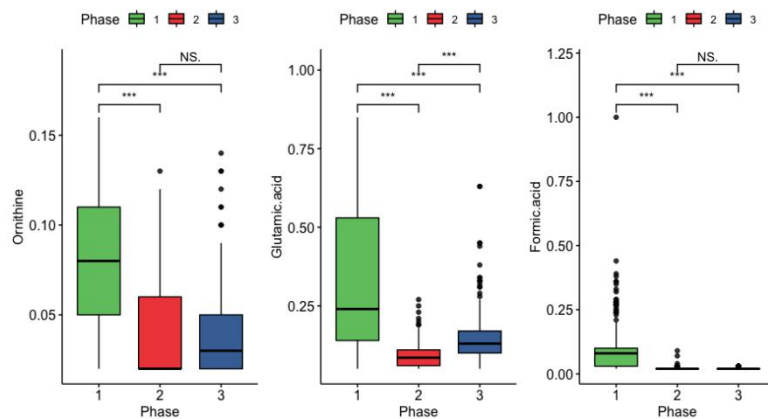 Phase 1 2 3
Phase 1 2 3
Phase 1 2 3
NS.
***
***
0.15
0.10
0.05
Ornithine
1 2 3
Phase
***
***
***
1.00
0.75
0.50
0.25
Glutamic.acid
1 2 3
Phase
NS.
***
***
1.25
1.00
0.75
0.50
0.25
0.00
Formic.acid
1 2 3
Phase